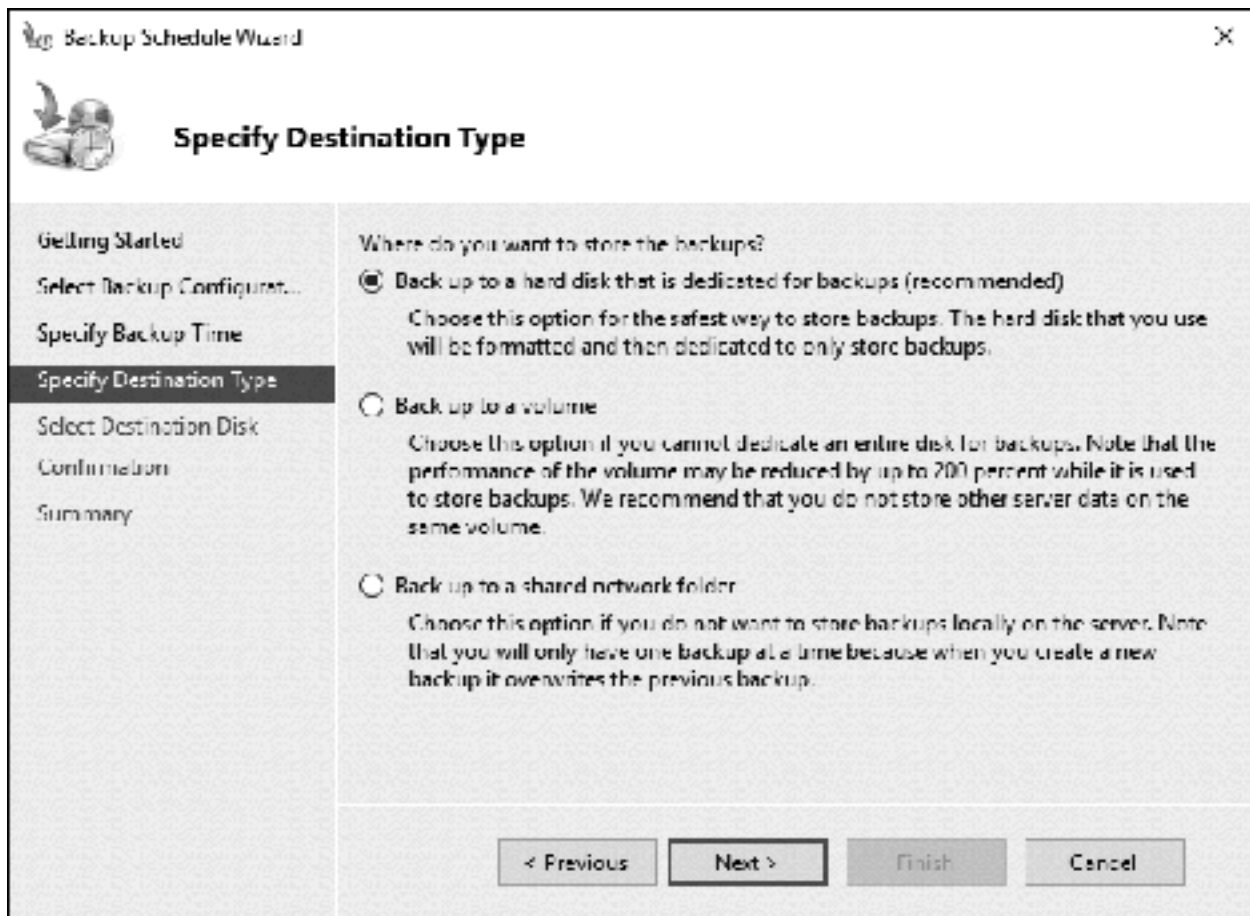 Backup Schedule Wizard
Specify Destination Type
Getting Started
Select Backup Configurat...
Specify Backup Time
Specify Destination Type
Select Destination Disk
Confirmation
Summary
Where do you want to store the backups?
Back up to a hard disk that is dedicated for backups (recommended)
Choose this option for the safest way to store backups. The hard disk that you use
will be formatted and then dedicated to only store backups.
Back up to a volume
Choose this option if you cannot dedicate an entire disk for backups. Note that the
performance of the volume may be reduced by up to 200 percent while it is used
to store backups. We recommend that you do not store other server data on the
same volume.
Back up to a shared network folder
Choose this option if you do not want to store backups locally on the server. Note
that you will only have one backup at a time because when you create a new
backup it overwrites the previous backup.
< Previous
Next >
Finish
Cancel